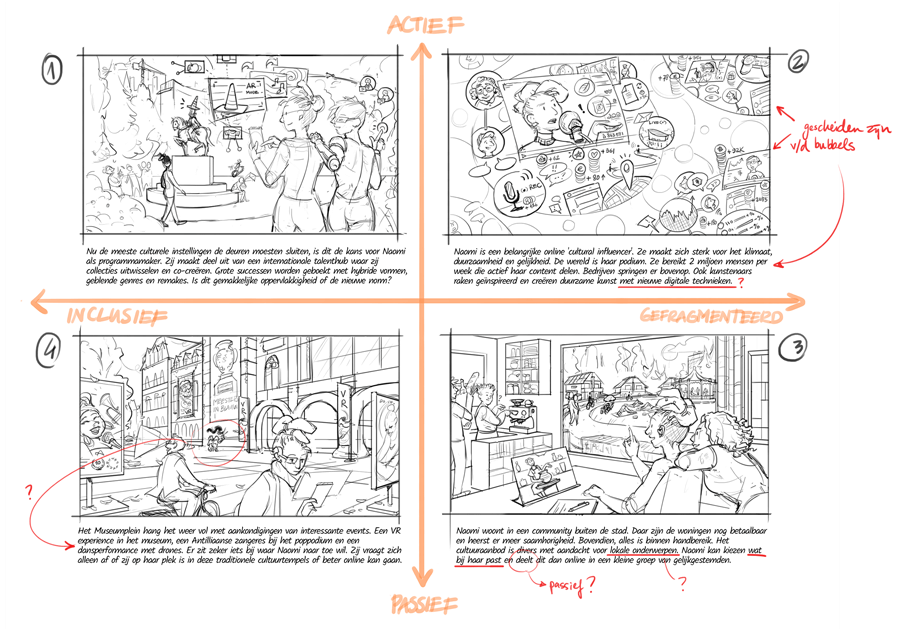 ACTIEF
1
AR
Nu de meeste culturele instellingen de deuren moesten sluiten, is dit de kans voor Naomi
als programmamaker. Zij maakt deel uit van een internationale talenthub waar zij
collecties uitwisselen en co-creëren. Grote successen worden geboekt met hybride vormen,
geblende genres en remakes. Is dit gemakkelijke oppervlakkigheid of de nieuwe norm?
2
gescheiden zijn
v/d bubbels
Naomi is een belangrijke online 'cultural influencer'. Ze maakt zich sterk voor het klimaat,
duurzaamheid en gelijkheid. De wereld is haar podium. Ze bereikt 2 miljoen mensen per
week die actief haar content delen. Bedrijven springen er bovenop. Ook kunstenaars
raken geinspireerd en creëren duurzame kunst met nieuwe digitale technieken. ?
INCLUSIEF
GEFRAGMENTEERD
4
VR
?
Het Museumplein hang het weer vol met aankondigingen van interessante events. Een VR
experience in het museum, een Antilliaanse zangeres bij het poppodium en een
dansperformance met drones. Er zit zeker iets bij waar Naomi naar toe wil. Zij vraagt zich
alleen af of zij op haar plek is in deze traditionele cultuurtempels of beter online kan gaan.
3
Naomi woont in een community buiten de stad. Daar zijn de woningen nog betaalbaar
en heerst er meer saamhorigheid. Bovendien, alles is binnen handbereik. Het
cultuuraanbod is divers met aandacht voor lokale onderwerpen. Naomi kan kiezen wat
bij haar past en deelt dit dan online in een kleine groep van gelijkgestemden.
passief ?
?
PASSIEF